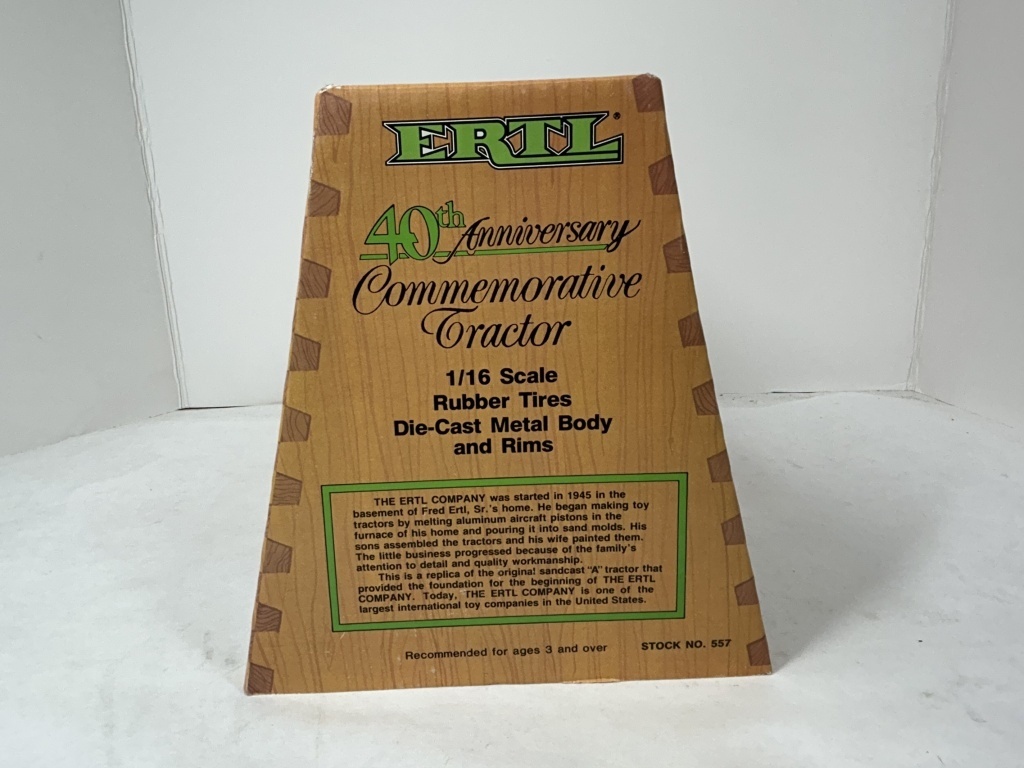 ERTL®
40th Anniversary
Commemorative
Tractor
1/16 Scale
Rubber Tires
Die-Cast Metal Body
and Rims
THE ERTL COMPANY was started in 1945 in the
basement of Fred Ertl, Sr.'s home. He began making toy
tractors by melting aluminum aircraft pistons in the
furnace of his home and pouring it into sand molds. His
sons assembled the tractors and his wife painted them.
The little business progressed because of the family's
attention to detail and quality workmanship.
This is a replica of the original sandcast "A" tractor that
provided the foundation for the beginning of THE ERTL
COMPANY. Today, THE ERTL COMPANY is one of the
largest international toy companies in the United States.
Recommended for ages 3 and over STOCK NO. 557